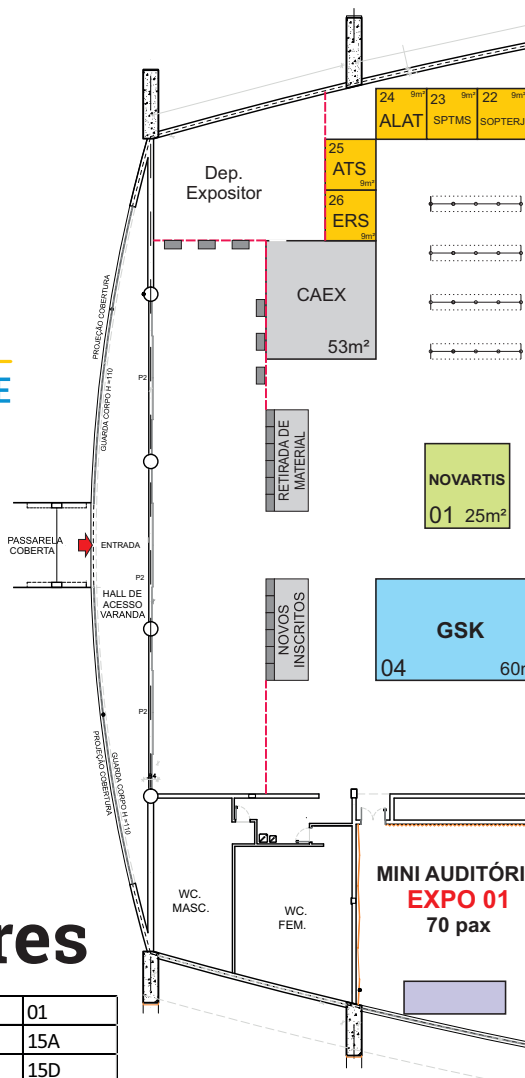 24 9m²
ALAT
23 9m²
SPTMS
22 9m²
SOPTERJ
25
ATS
9m²
26
ERS
9m²
Dep.
Expositor
CAEX
53m²
PROJEÇÃO COBERTURA
GUARDA CORPO H =110
P2
E
RETIRADA DE
MATERIAL
NOVARTIS
01 25m²
PASSARELA
COBERTA
ENTRADA
P2
HALL DE
ACESSO
VARANDA
NOVOS
INSCRITOS
GSK
04 60m
P2
GUARDA CORPO H =110
PROJEÇÃO COBERTURA
WC.
MASC.
WC.
FEM.
MINI AUDITÓRI
EXPO 01
70 pax
res
01
15A
15D